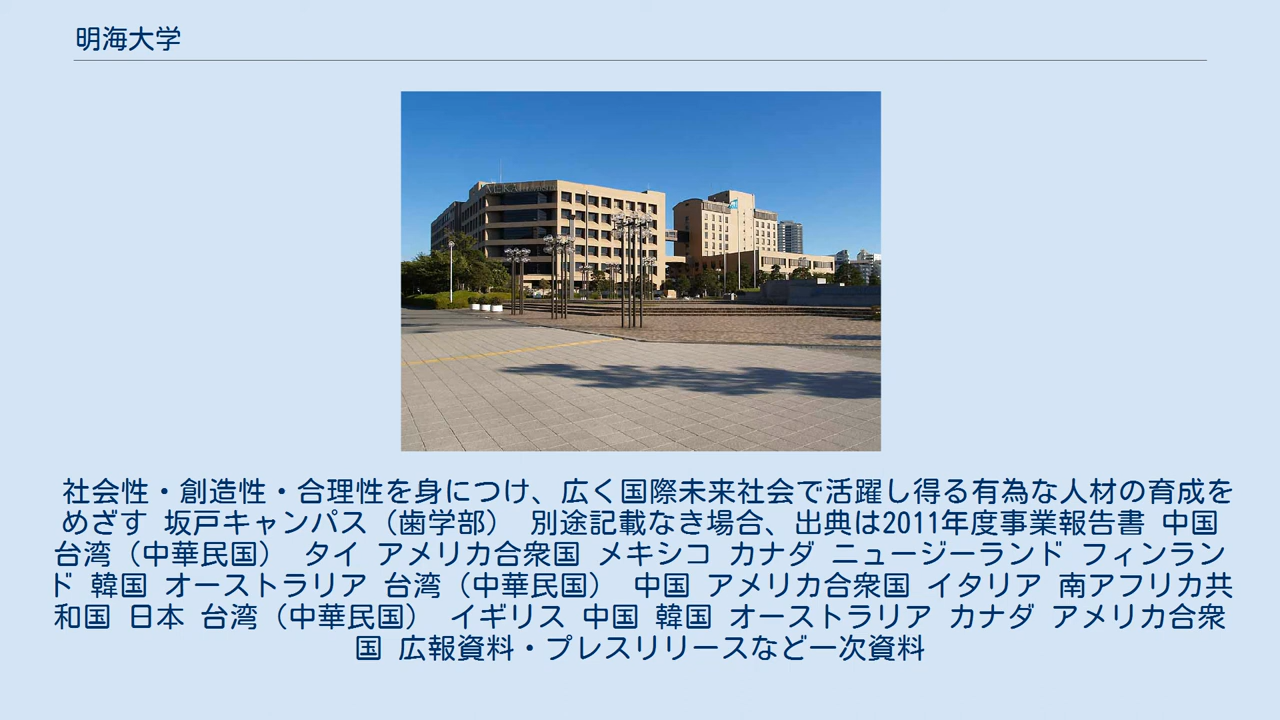 明海大学
MEIKAI
社会性・創造性・合理性を身につけ、広く国際未来社会で活躍し得る有為な人材の育成を
めざす 坂戸キャンパス（歯学部） 別途記載なき場合、出典は2011年度事業報告書 中国
台湾（中華民国） タイ アメリカ合衆国 メキシコ カナダ ニュージーランド フィンラン
ド 韓国 オーストラリア 台湾（中華民国） 中国 アメリカ合衆国 イタリア 南アフリカ共
和国 日本 台湾（中華民国） イギリス 中国 韓国 オーストラリア カナダ アメリカ合衆
国 広報資料・プレスリリースなど一次資料